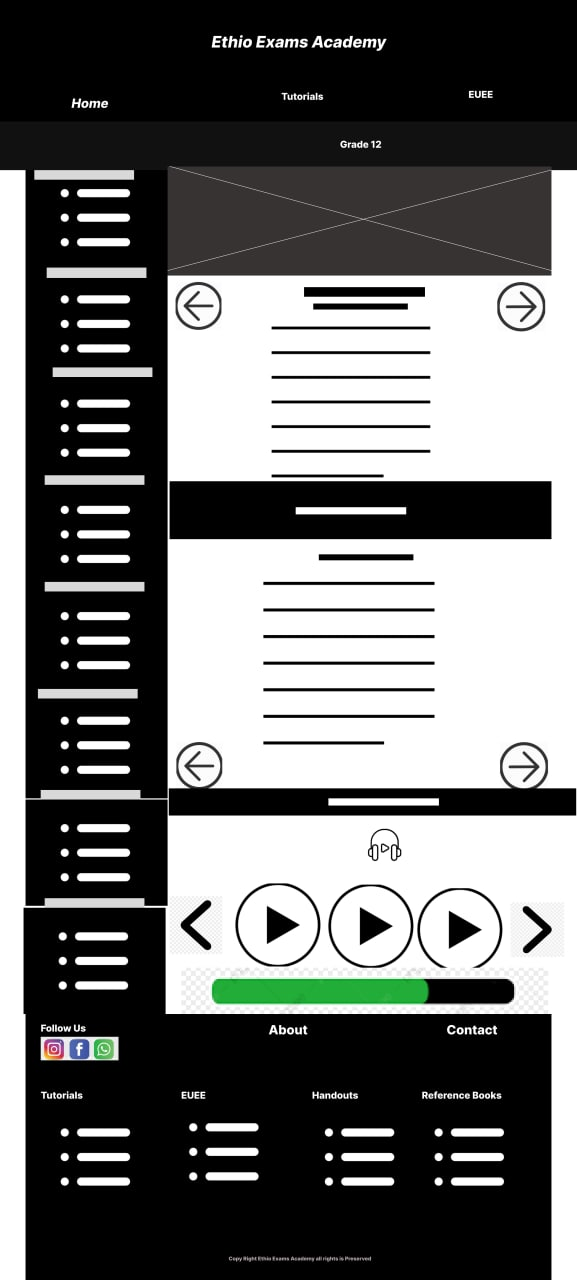 Ethio Exams Academy
Home
Tutorials
EUEE
Grade 12
Follow Us
About
Contact
Tutorials
EUEE
Handouts
Reference Books
Copy Right Ethio Exams Academy all rights is Preserved